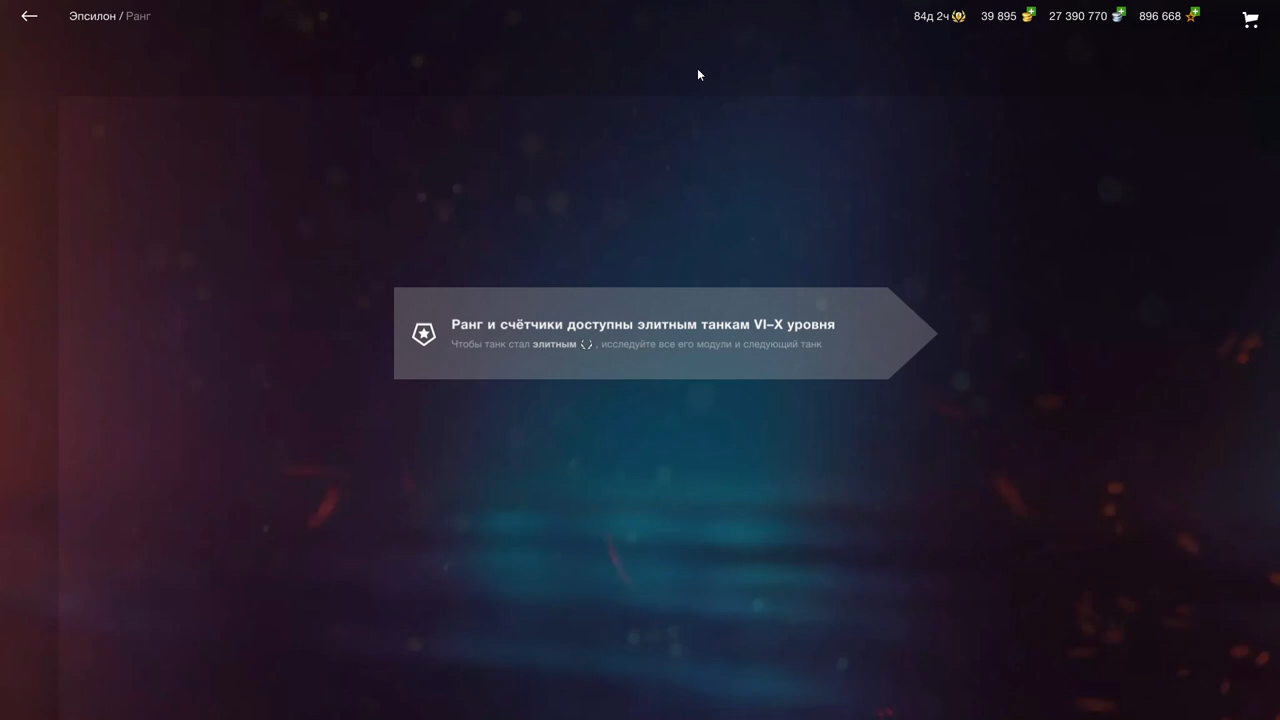 Эпсилон / Ранг
84д 2ч 39 895 27 390 770 896 668
Ранг и счётчики доступны элитным танкам VI–X уровня
Чтобы танк стал элитным , исследуйте все его модули и следующий танк